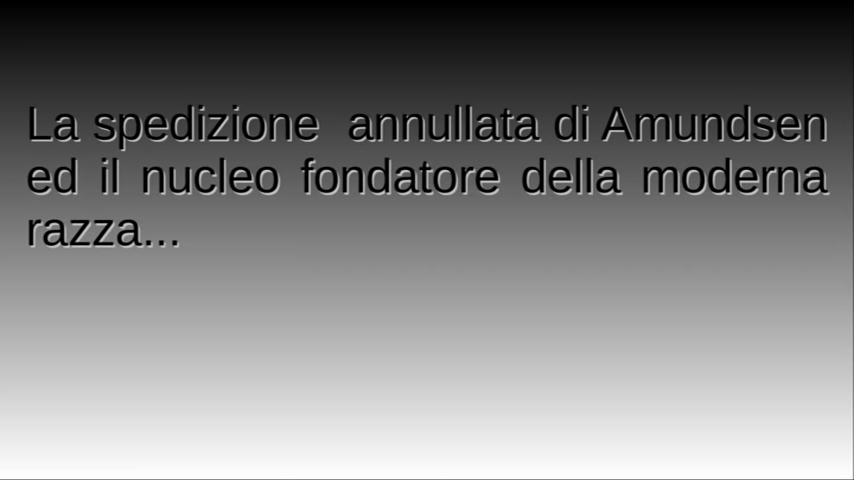 La spedizione  annullata di Amundsen
ed il nucleo fondatore della moderna
razza...